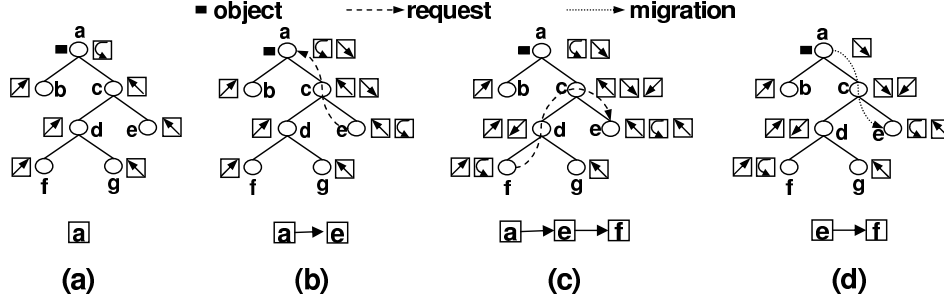 object request migration
a a a a
b c b c b c b c
d e d e d e d e
f g f g f g f g
a a e a e f e f
(a) (b) (c) (d)